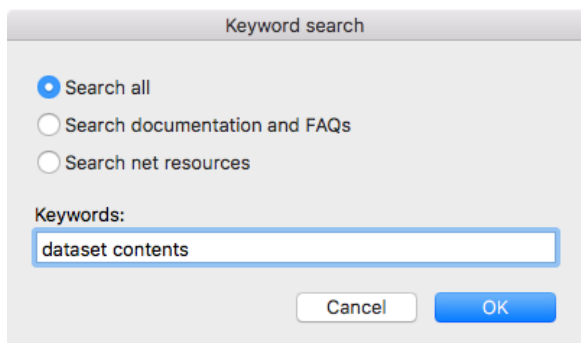 Keyword search
Search all
Search documentation and FAQs
Search net resources
Keywords:
dataset contents
Cancel OK